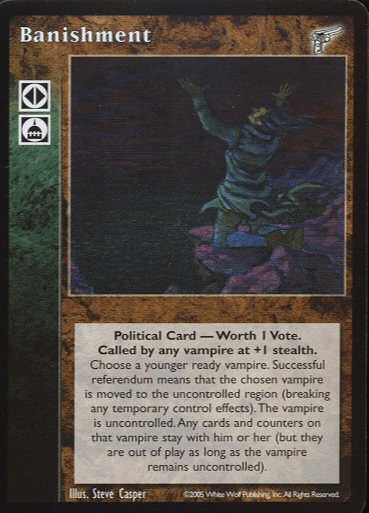 Banishment
Political Card — Worth 1 Vote.
Called by any vampire at +1 stealth.
Choose a younger ready vampire. Successful
referendum means that the chosen vampire
is moved to the uncontrolled region (breaking
any temporary control effects). The vampire
is uncontrolled. Any cards and counters on
that vampire stay with him or her (but they
are out of play as long as the vampire
remains uncontrolled).
Illus. Steve Casper
©2005 White Wolf Publishing, Inc. All Rights Reserved.